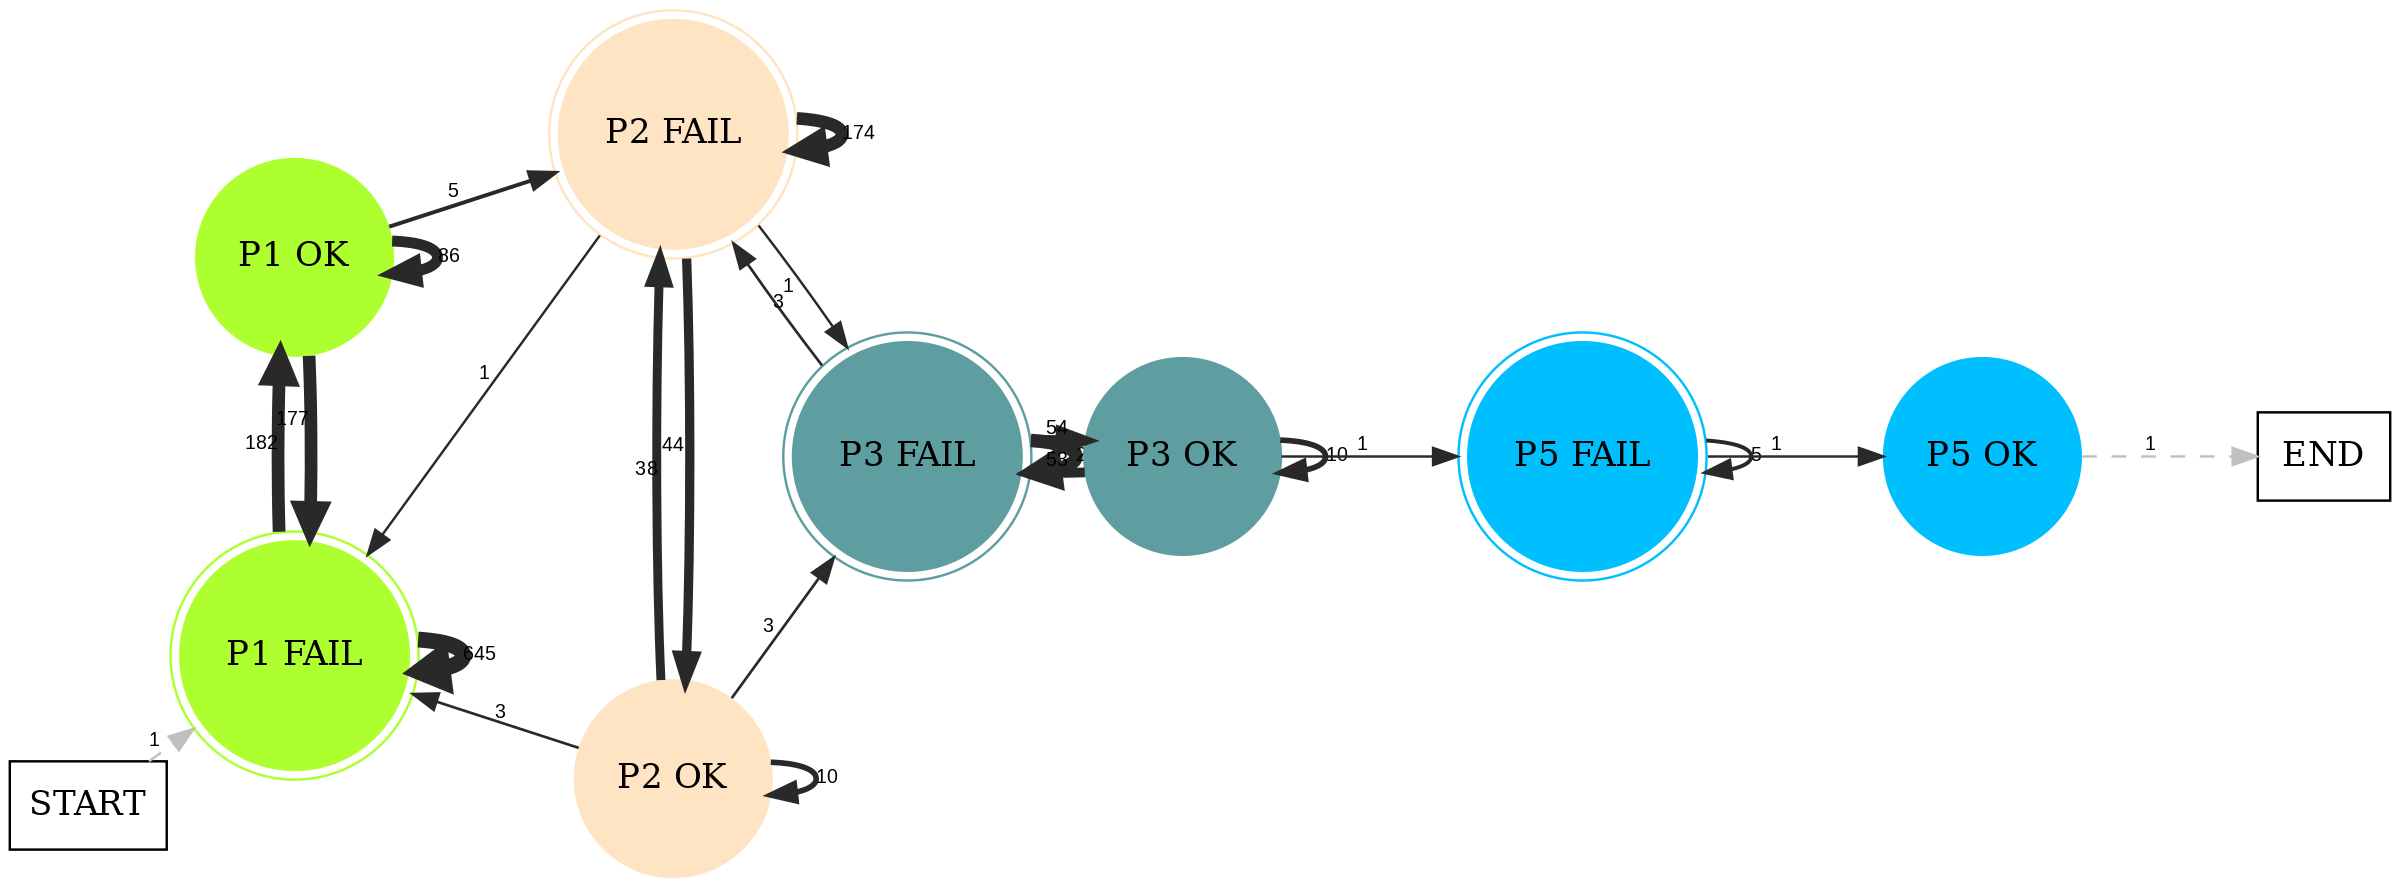 P2 FAIL
174
5
P1 OK
86
1
3
1
177
182
44
38
54
53
P3 FAIL
P3 OK
10
1
P5 FAIL
5
1
P5 OK
1
END
3
P1 FAIL
645
3
1
START
P2 OK
10